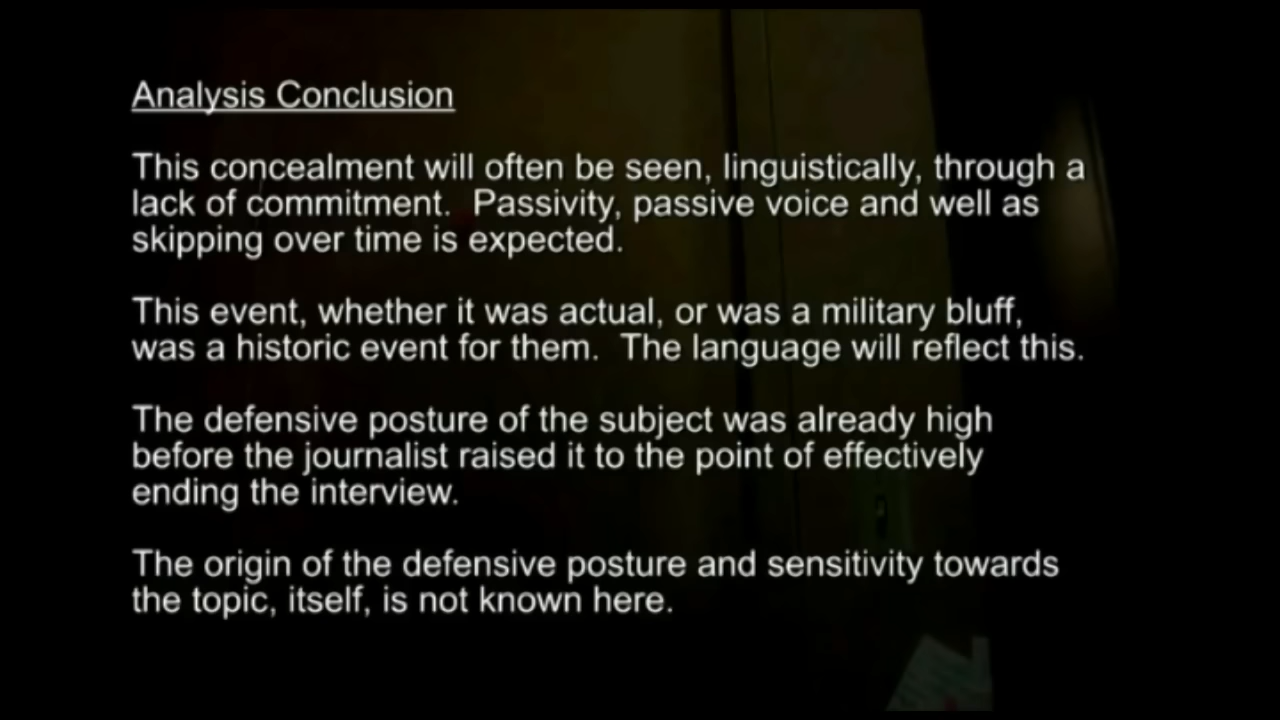 Analysis Conclusion
This concealment will often be seen, linguistically, through a
lack of commitment.  Passivity, passive voice and well as
skipping over time is expected.
This event, whether it was actual, or was a military bluff,
was a historic event for them.  The language will reflect this.
The defensive posture of the subject was already high
before the journalist raised it to the point of effectively
ending the interview.
The origin of the defensive posture and sensitivity towards
the topic, itself, is not known here.